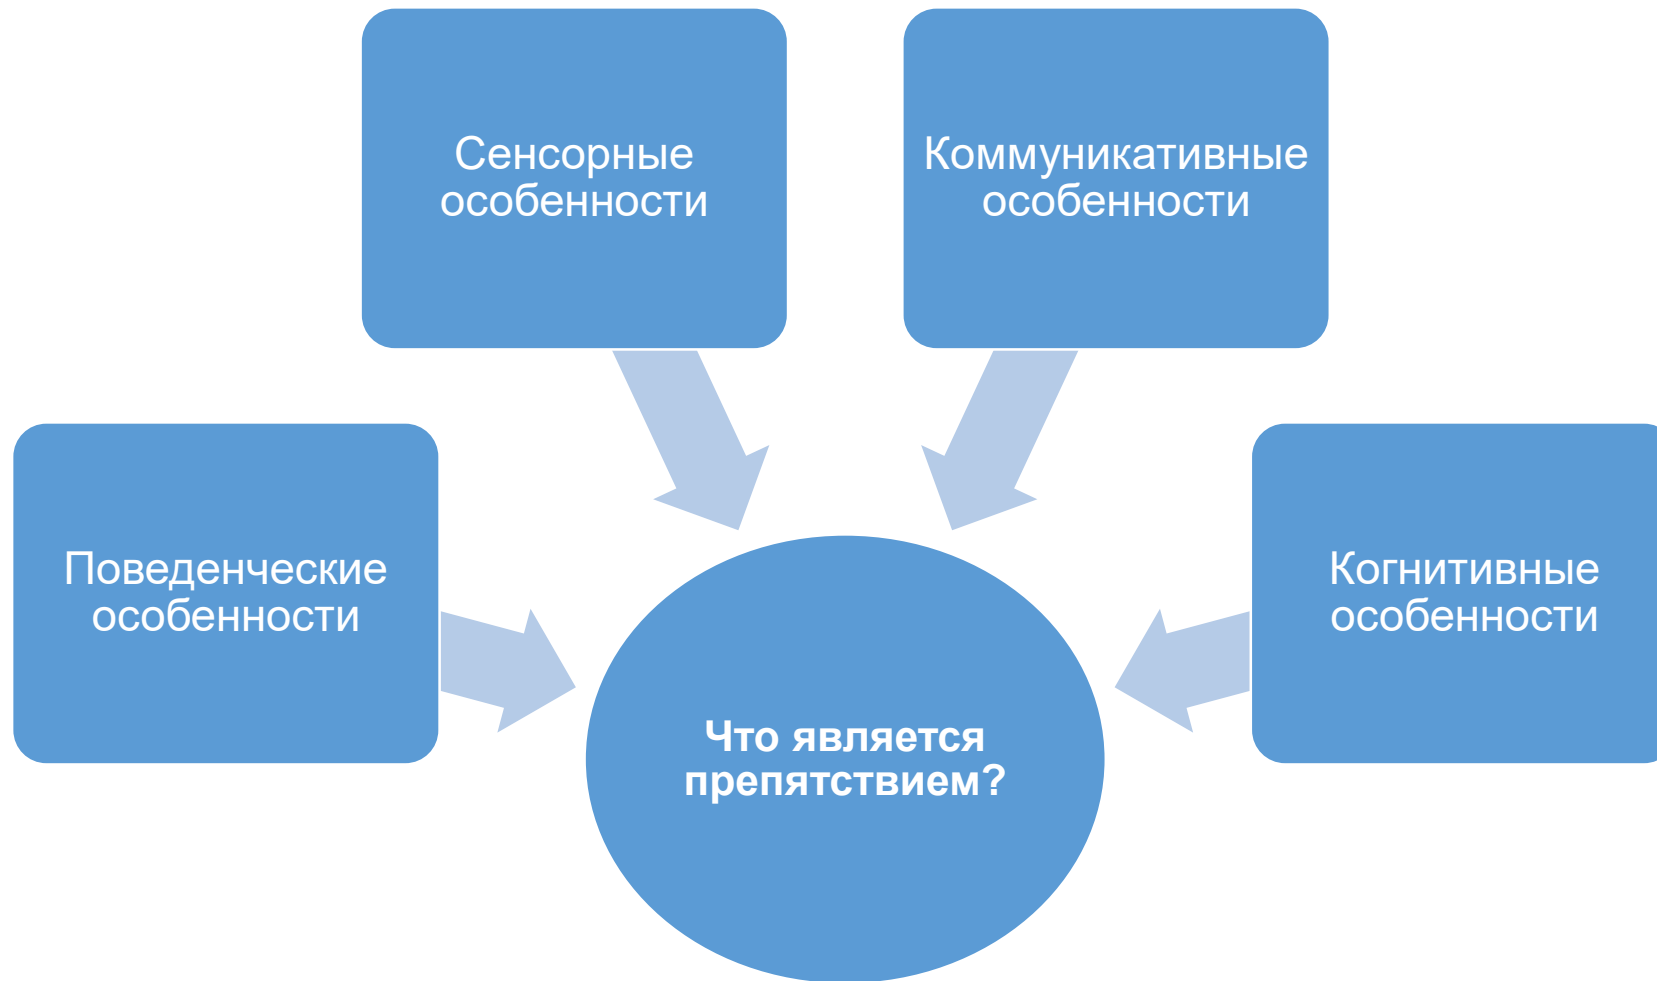 Сенсорные
особенности
Коммуникативные
особенности
Поведенческие
особенности
Когнитивные
особенности
Что является
препятствием?